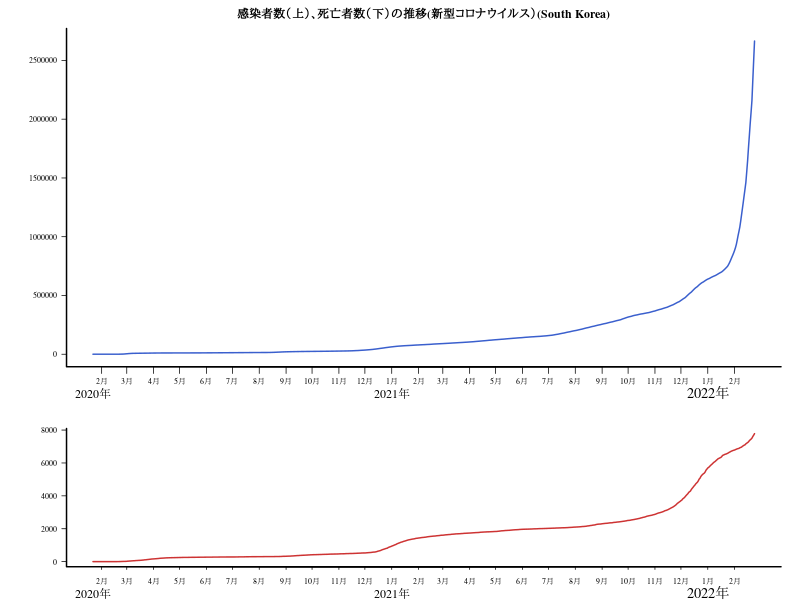 感染者数（上）、死亡者数（下）の推移(新型コロナウイルス）(South Korea)
2500000
2000000
1500000
1000000
500000
0
2月 3月 4月 5月 6月 7月 8月 9月 10月 11月 12月 1月 2月 3月 4月 5月 6月 7月 8月 9月 10月 11月 12月 1月 2月
2020年 2021年 2022年
8000
6000
4000
2000
0
2月 3月 4月 5月 6月 7月 8月 9月 10月 11月 12月 1月 2月 3月 4月 5月 6月 7月 8月 9月 10月 11月 12月 1月 2月
2020年 2021年 2022年